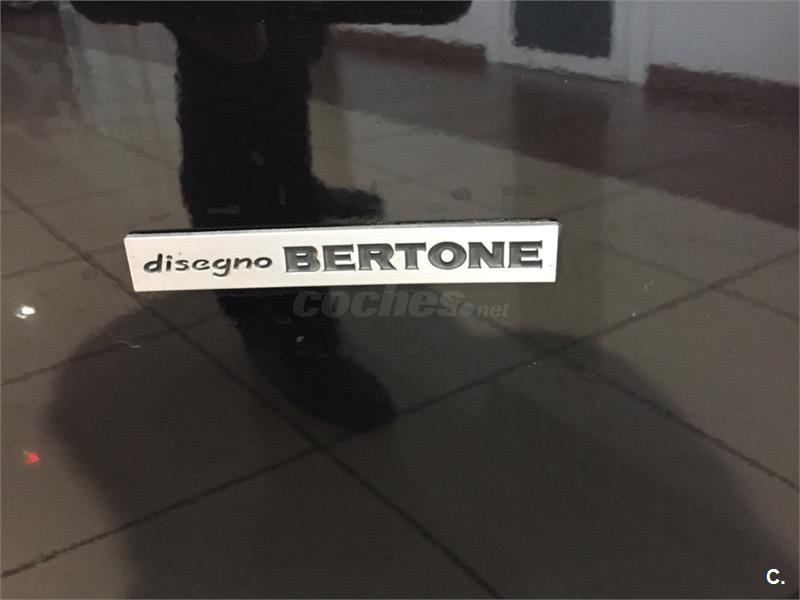 disegno BERTONE
coches.net
C.